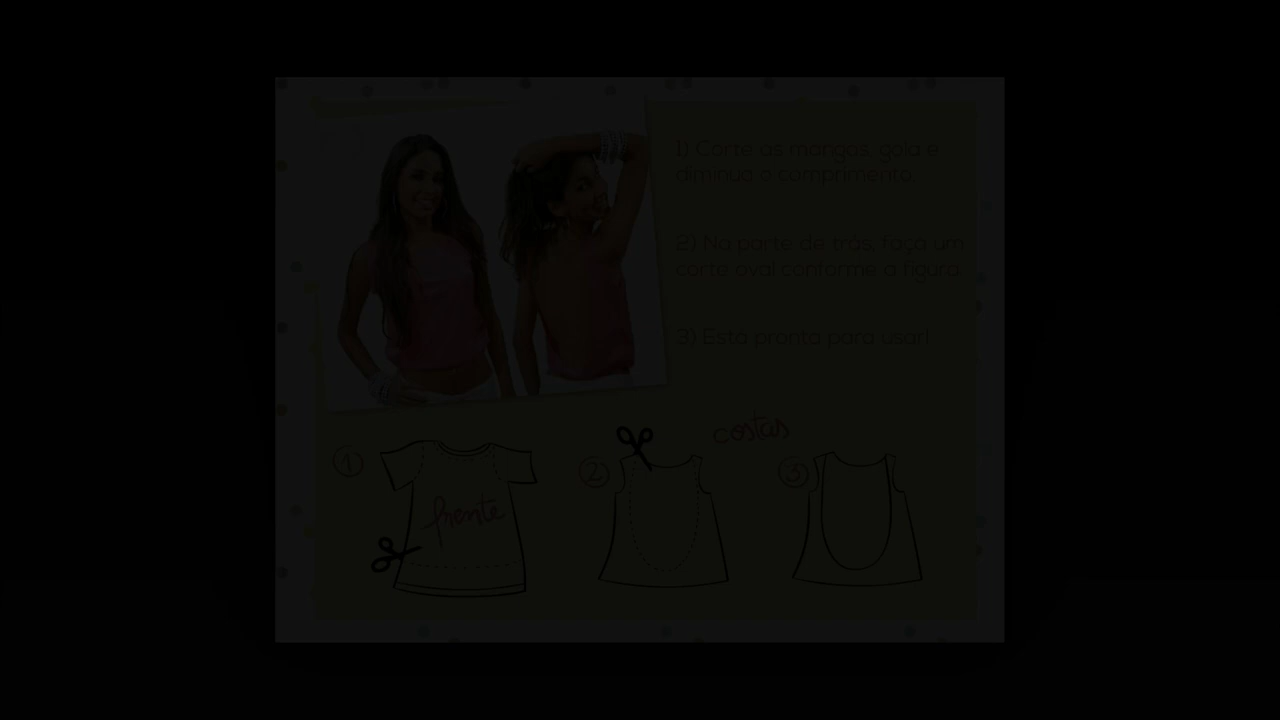 1) Corte as mangas, gola e
diminua o comprimento
2) Na parte de trás, faça um
corte oval conforme a figura
3) Está pronta para usar!
costas
1
2
3
frente